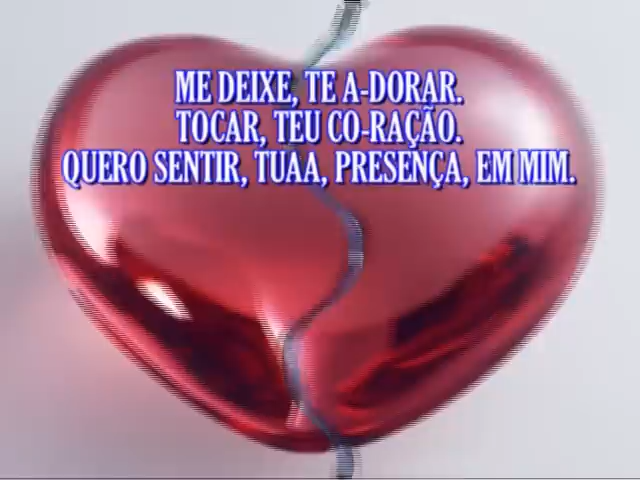 ME DEIXE, TE A-DORAR.
TOCAR, TEU CO-RAÇÃO.
QUERO SENTIR, TUAA, PRESENÇA, EM MIM.